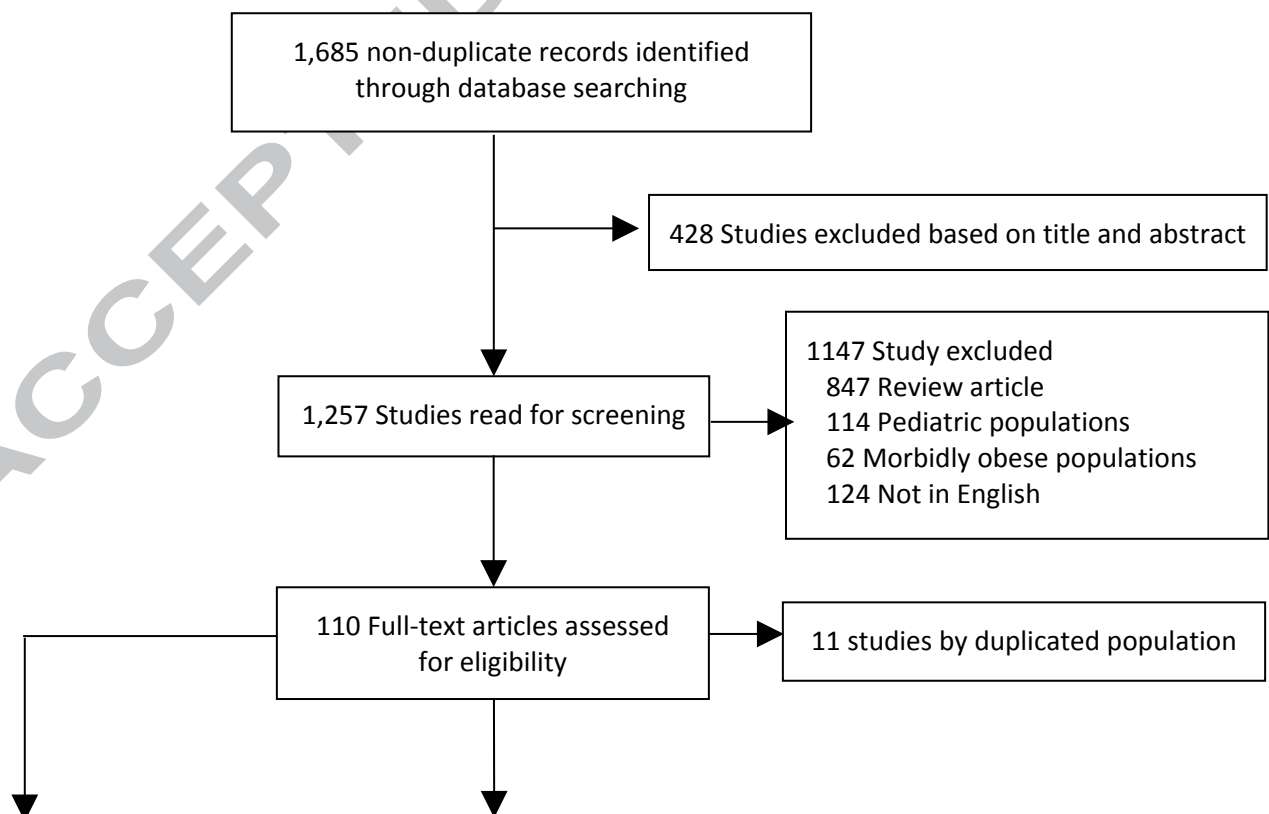 1,685 non-duplicate records identified
through database searching
428 Studies excluded based on title and abstract
1147 Study excluded
847 Review article
114 Pediatric populations
62 Morbidly obese populations
124 Not in English
1,257 Studies read for screening
110 Full-text articles assessed
for eligibility
11 studies by duplicated population
ACCEPT